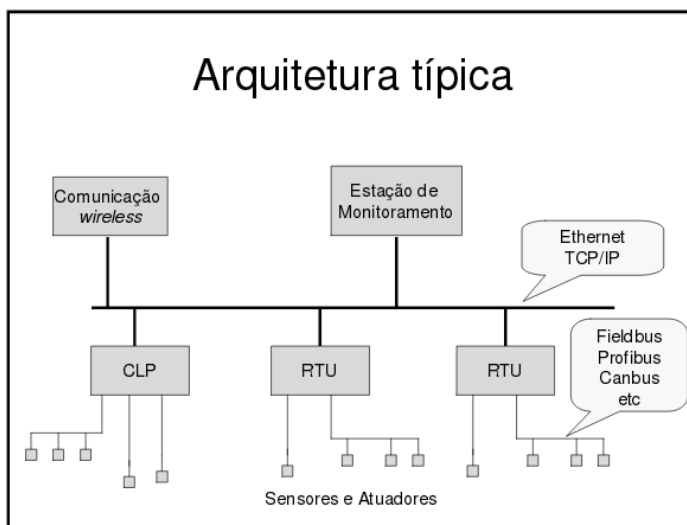 Arquitetura típica
Comunicação
wireless
Estação de
Monitoramento
Ethernet
TCP/IP
Fieldbus
Profibus
Canbus
etc
CLP
RTU
RTU
Sensores e Atuadores